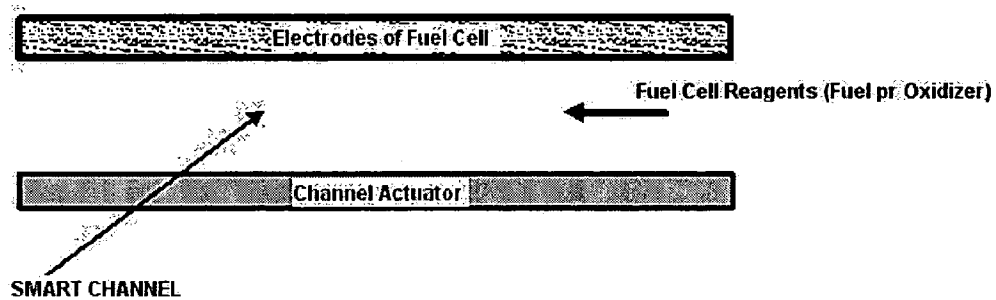 Electrodes of Fuel Cell
Fuel Cell Reagents (Fuel pr Oxidizer)
Channel Actuator
SMART CHANNEL